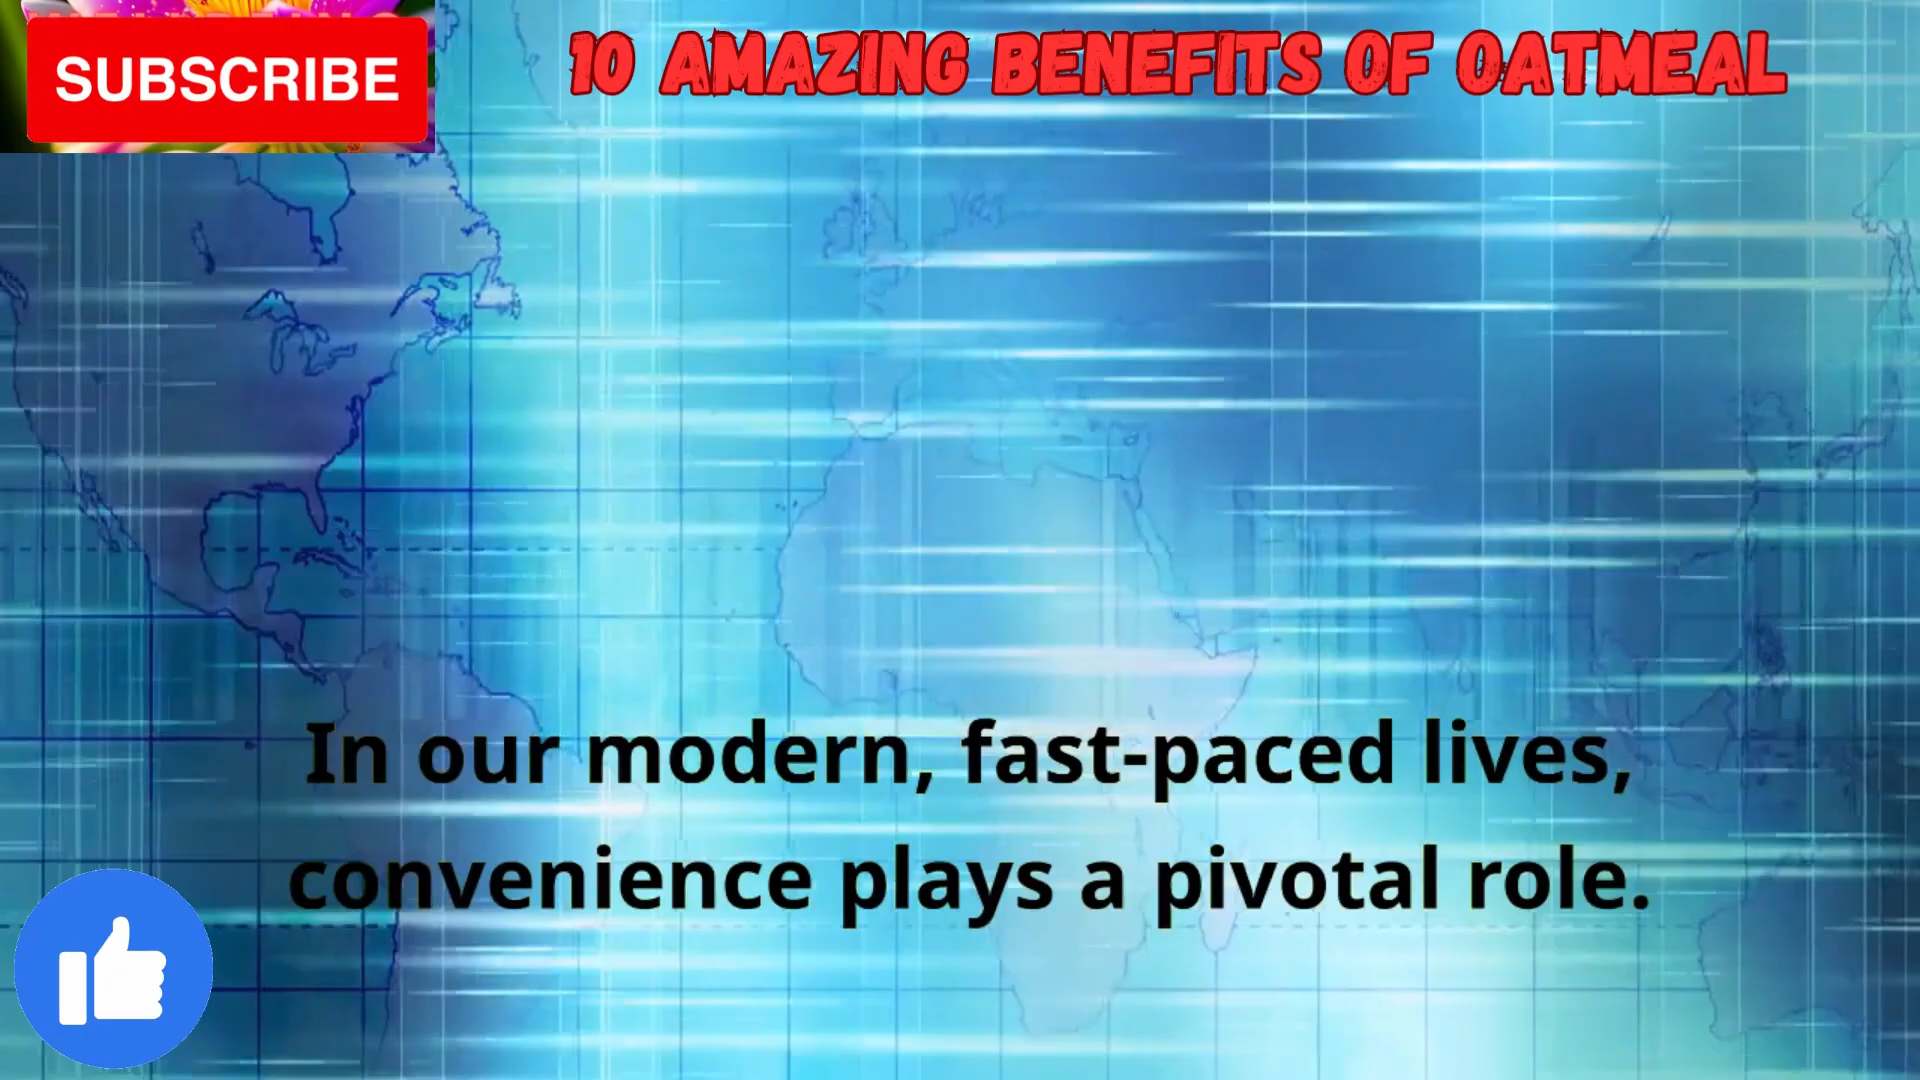 SUBSCRIBE
10 AMAZING BENEFITS OF OATMEAL
In our modern, fast-paced lives,
convenience plays a pivotal role.